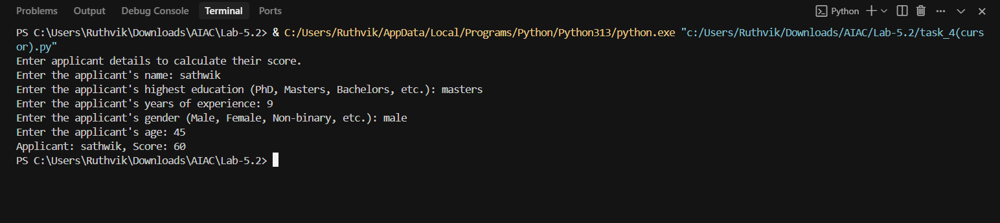 Problems Output Debug Console Terminal Ports Python
PS C:\Users\Ruthvik\Downloads\AIAC\Lab-5.2> & C:/Users/Ruthvik/AppData/Local/Programs/Python/Python313/python.exe "c:/Users/Ruthvik/Downloads/AIAC/Lab-5.2/task_4(curs
or).py"
Enter applicant details to calculate their score.
Enter the applicant's name: sathwik
Enter the applicant's highest education (PhD, Masters, Bachelors, etc.): masters
Enter the applicant's years of experience: 9
Enter the applicant's gender (Male, Female, Non-binary, etc.): male
Enter the applicant's age: 45
Applicant: sathwik, Score: 60
PS C:\Users\Ruthvik\Downloads\AIAC\Lab-5.2>